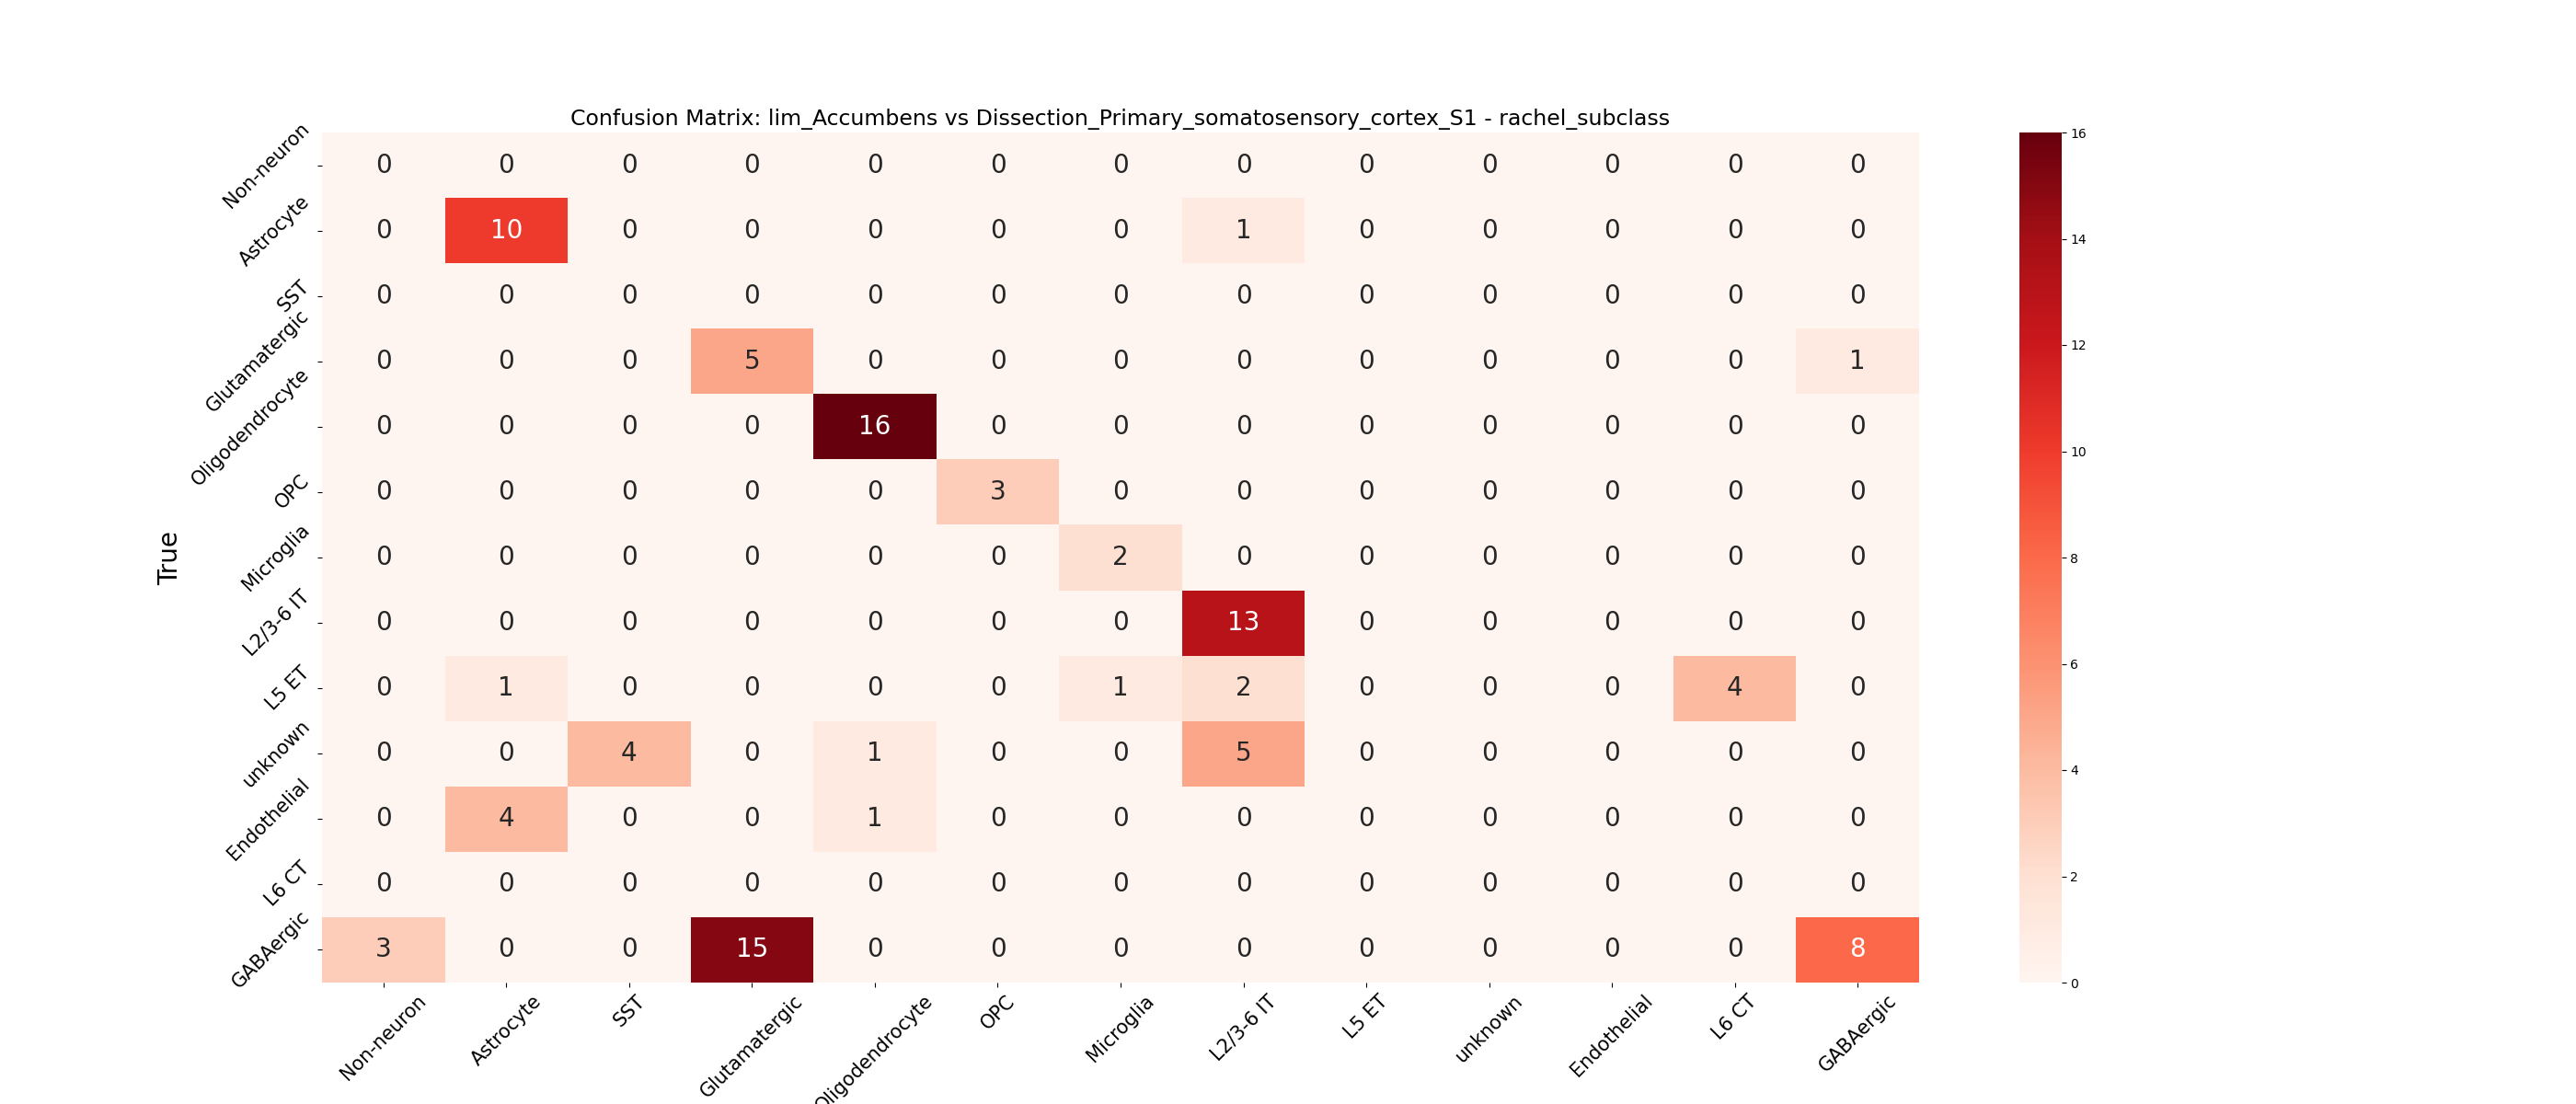 Confusion Matrix: lim_Accumbens vs Dissection_Primary_somatosensory_cortex_S1 - rachel_subclass
True
Non-neuron 0 0 0 0 0 0 0 0 0 0 0 0 0
Astrocyte 0 10 0 0 0 0 0 1 0 0 0 0 0
SST 0 0 0 0 0 0 0 0 0 0 0 0 0
Glutamatergic 0 0 0 5 0 0 0 0 0 0 0 0 1
Oligodendrocyte 0 0 0 0 16 0 0 0 0 0 0 0 0
OPC 0 0 0 0 0 3 0 0 0 0 0 0 0
Microglia 0 0 0 0 0 0 2 0 0 0 0 0 0
L2/3-6 IT 0 0 0 0 0 0 0 13 0 0 0 0 0
L5 ET 0 1 0 0 0 0 1 2 0 0 0 4 0
unknown 0 0 4 0 1 0 0 5 0 0 0 0 0
Endothelial 0 4 0 0 1 0 0 0 0 0 0 0 0
L6 CT 0 0 0 0 0 0 0 0 0 0 0 0 0
GABAergic 3 0 0 15 0 0 0 0 0 0 0 0 8
Non-neuron Astrocyte SST Glutamatergic Oligodendrocyte OPC Microglia L2/3-6 IT L5 ET unknown Endothelial L6 CT GABAergic
16
14
12
10
8
6
4
2
0